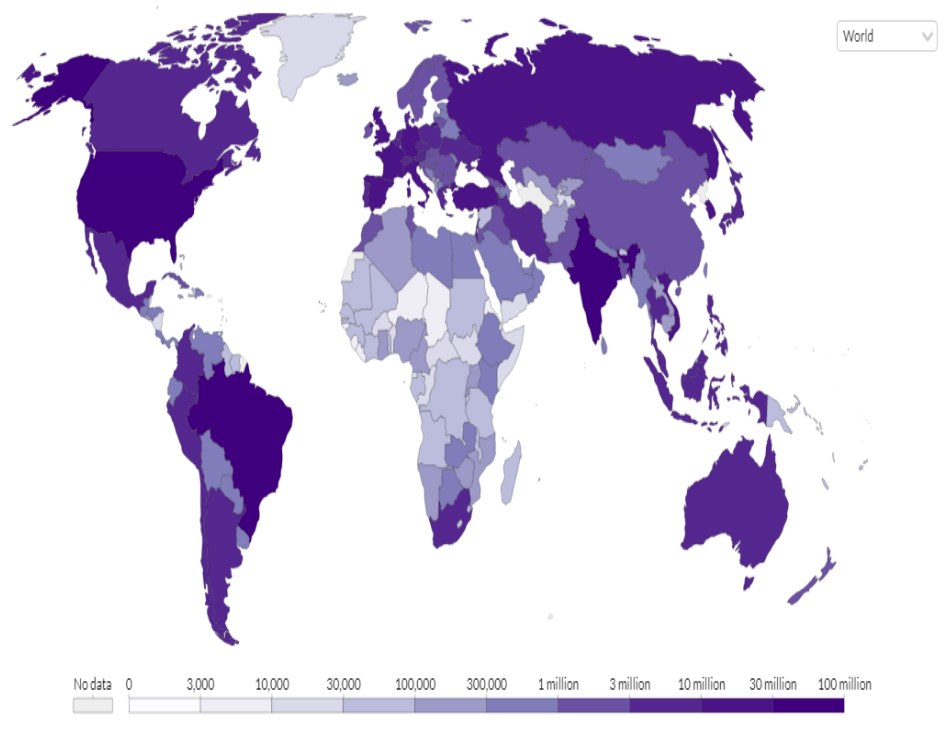 World
No data
0
3,000
10,000
30,000
100,000
300,000
1 million
3 million
10 million
30 million
100 million